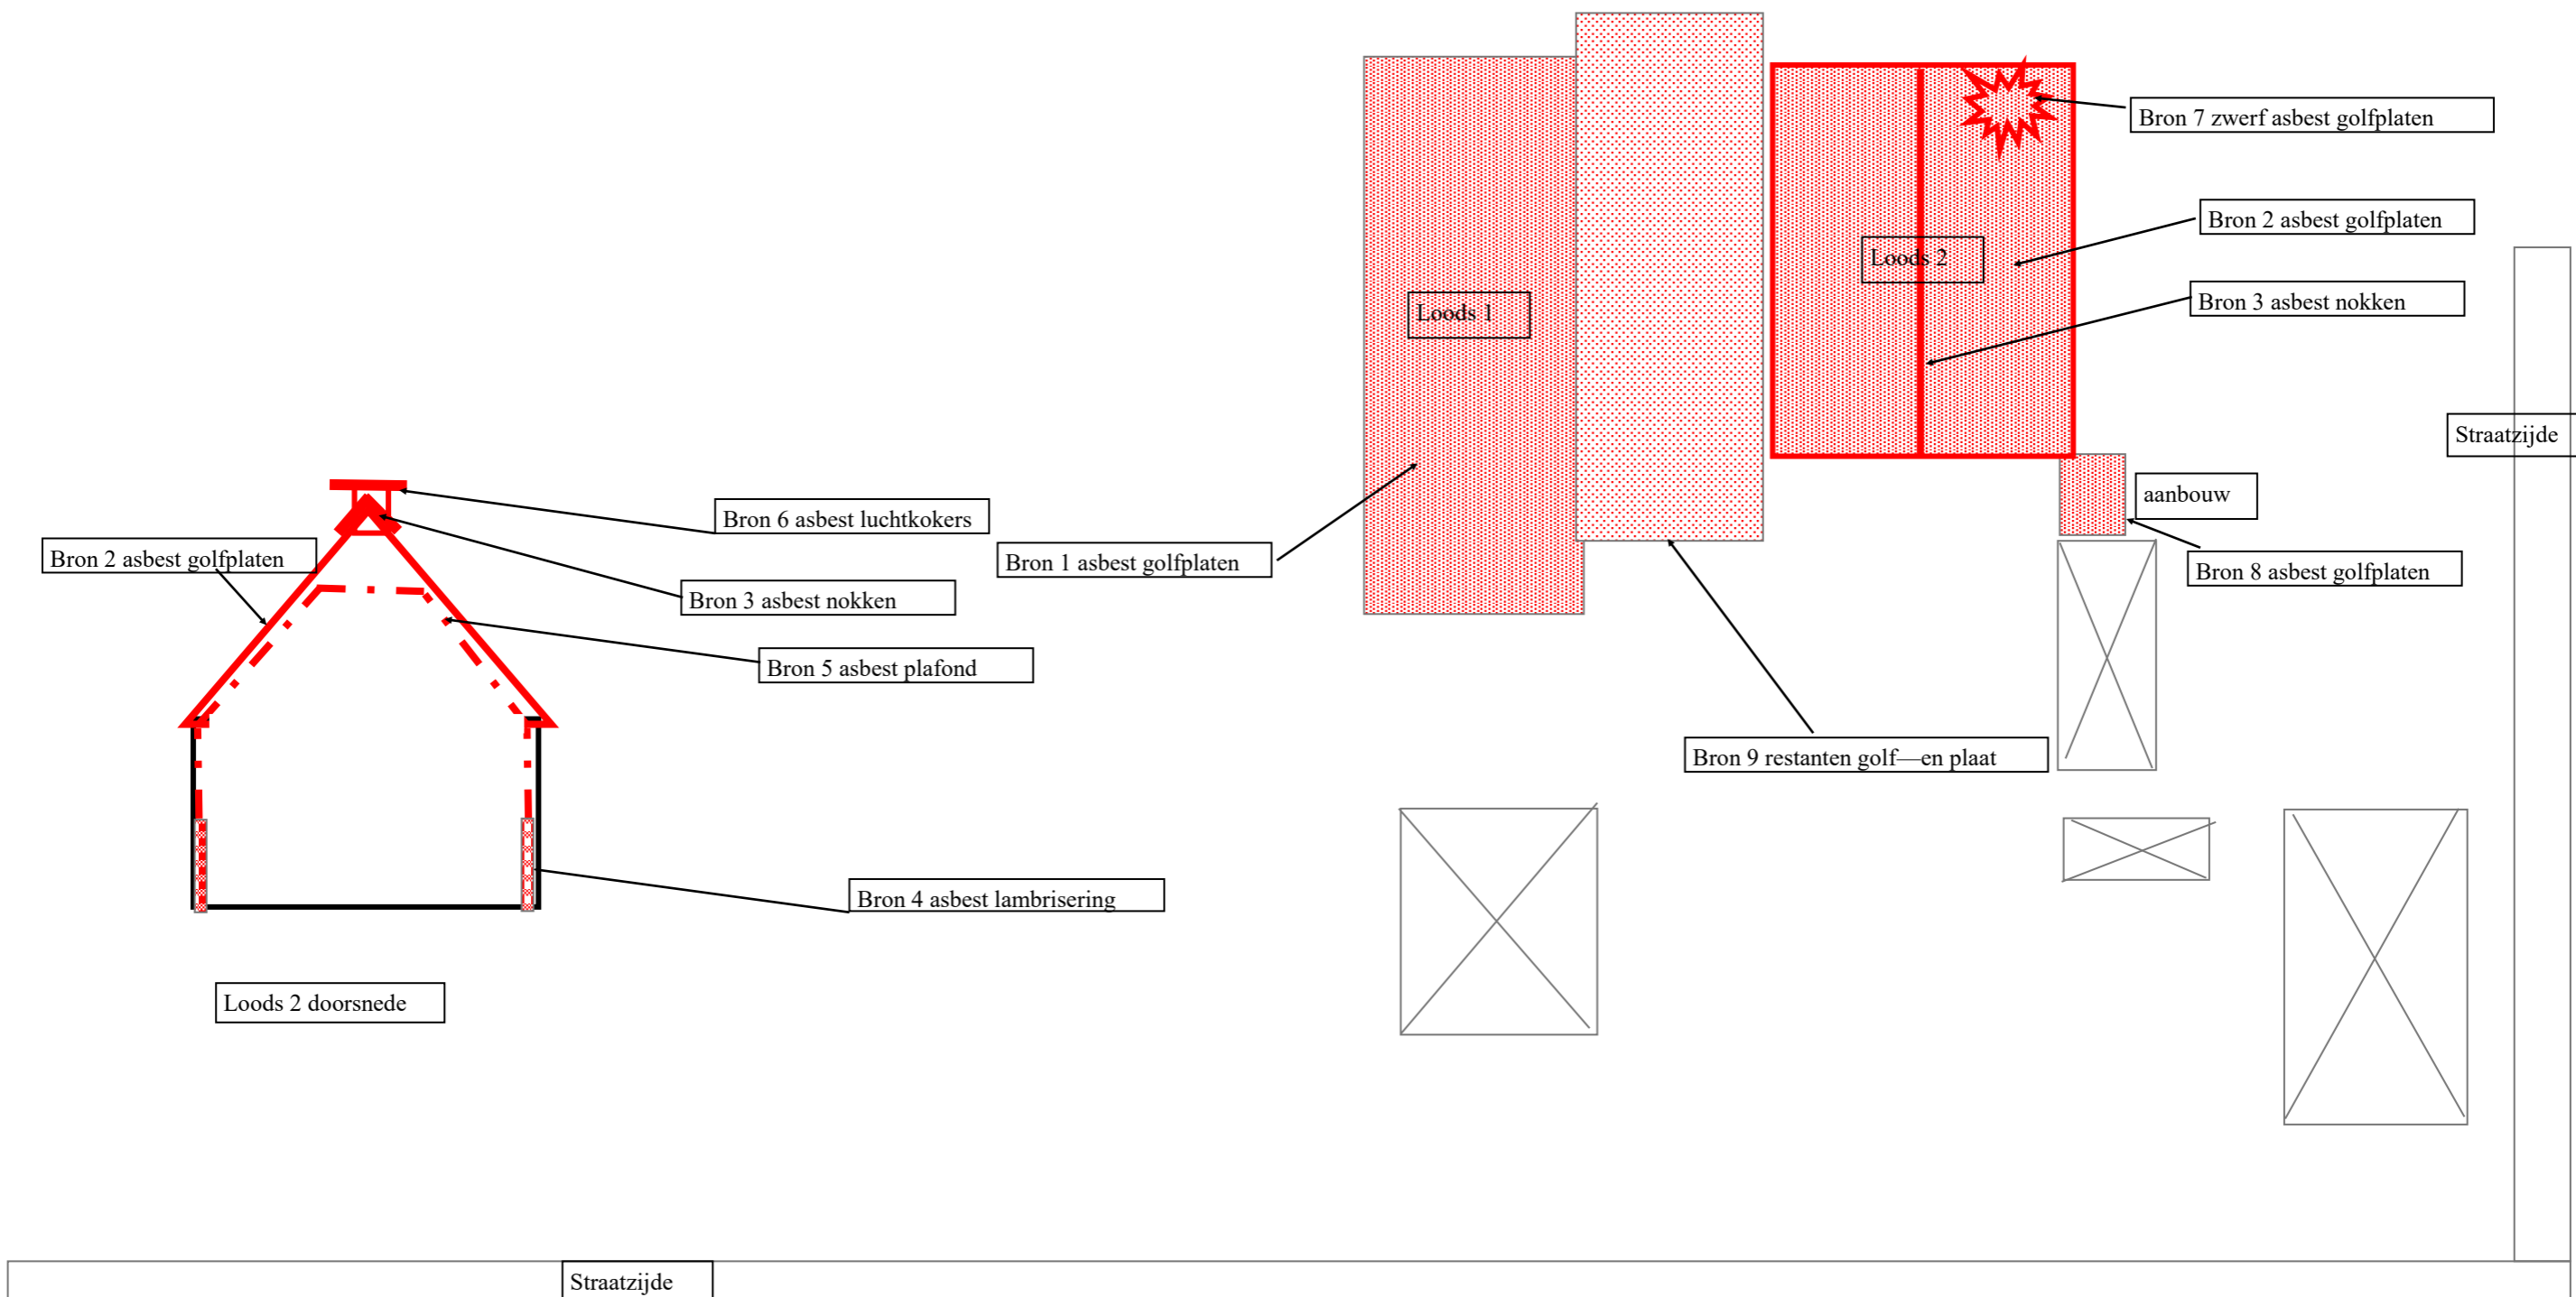 Bron 7 zwerf asbest golfplaten
Bron 2 asbest golfplaten
Loods 2
Bron 3 asbest nokken
Loods 1
Straatzijde
aanbouw
Bron 6 asbest luchtkokers
Bron 2 asbest golfplaten
Bron 1 asbest golfplaten
Bron 8 asbest golfplaten
Bron 3 asbest nokken
Bron 5 asbest plafond
Bron 9 restanten golf—en plaat
Bron 4 asbest lambrisering
Loods 2 doorsnede
Straatzijde